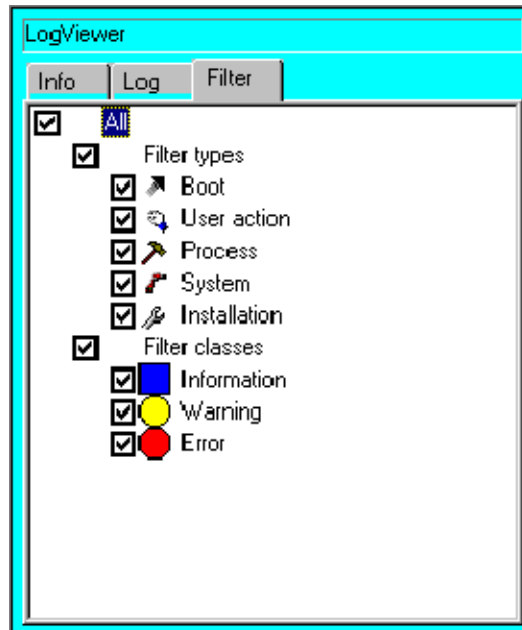 LogViewer
Info Log Filter
All
Filter types
Boot
User action
Process
System
Installation
Filter classes
Information
Warning
Error